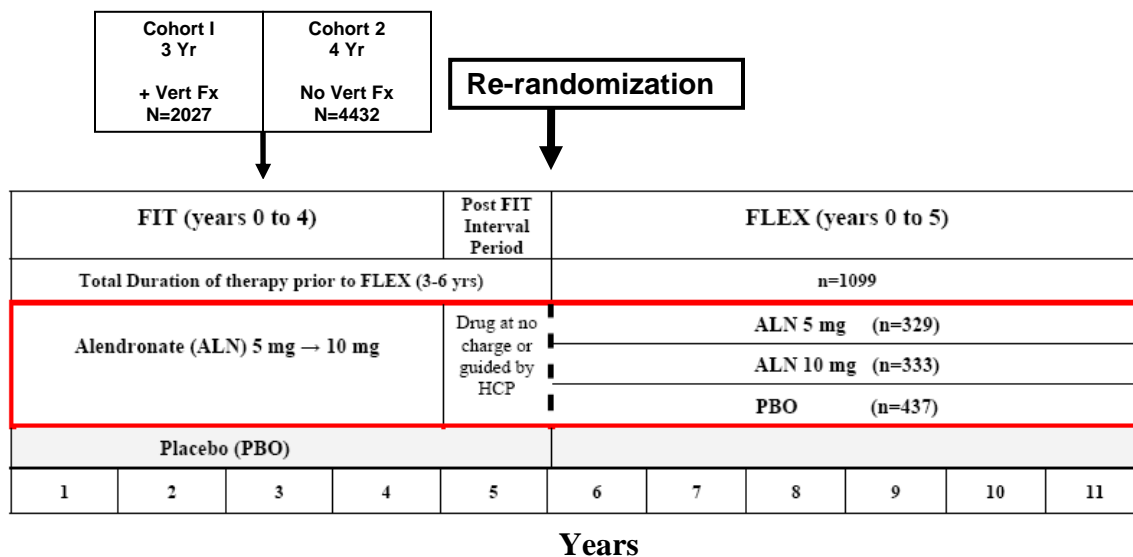 Cohort I
3 Yr
+ Vert Fx
N=2027
Cohort 2
4 Yr
No Vert Fx
N=4432
Re-randomization
FIT (years 0 to 4)
Post FIT
Interval
Period
FLEX (years 0 to 5)
Total Duration of therapy prior to FLEX (3-6 yrs)
n=1099
Alendronate (ALN) 5 mg → 10 mg
Drug at no
charge or
guided by
HCP
ALN 5 mg (n=329)
ALN 10 mg (n=333)
PBO (n=437)
Placebo (PBO)
1 2 3 4 5 6 7 8 9 10 11
Years